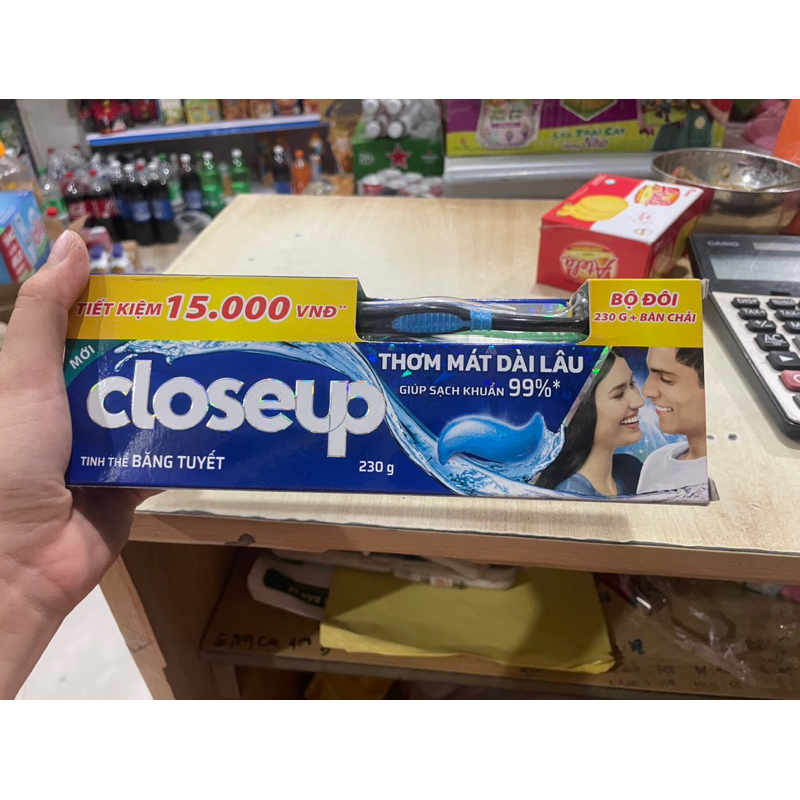 TIẾT KIỆM 15.000 VNĐ**
BỘ ĐÔI
230 G + BÀN CHẢI
MỚI
closeup
THƠM MÁT DÀI LÂU
GIÚP SẠCH KHUẨN 99%*
TINH THỂ BĂNG TUYẾT
230 g
CASIO